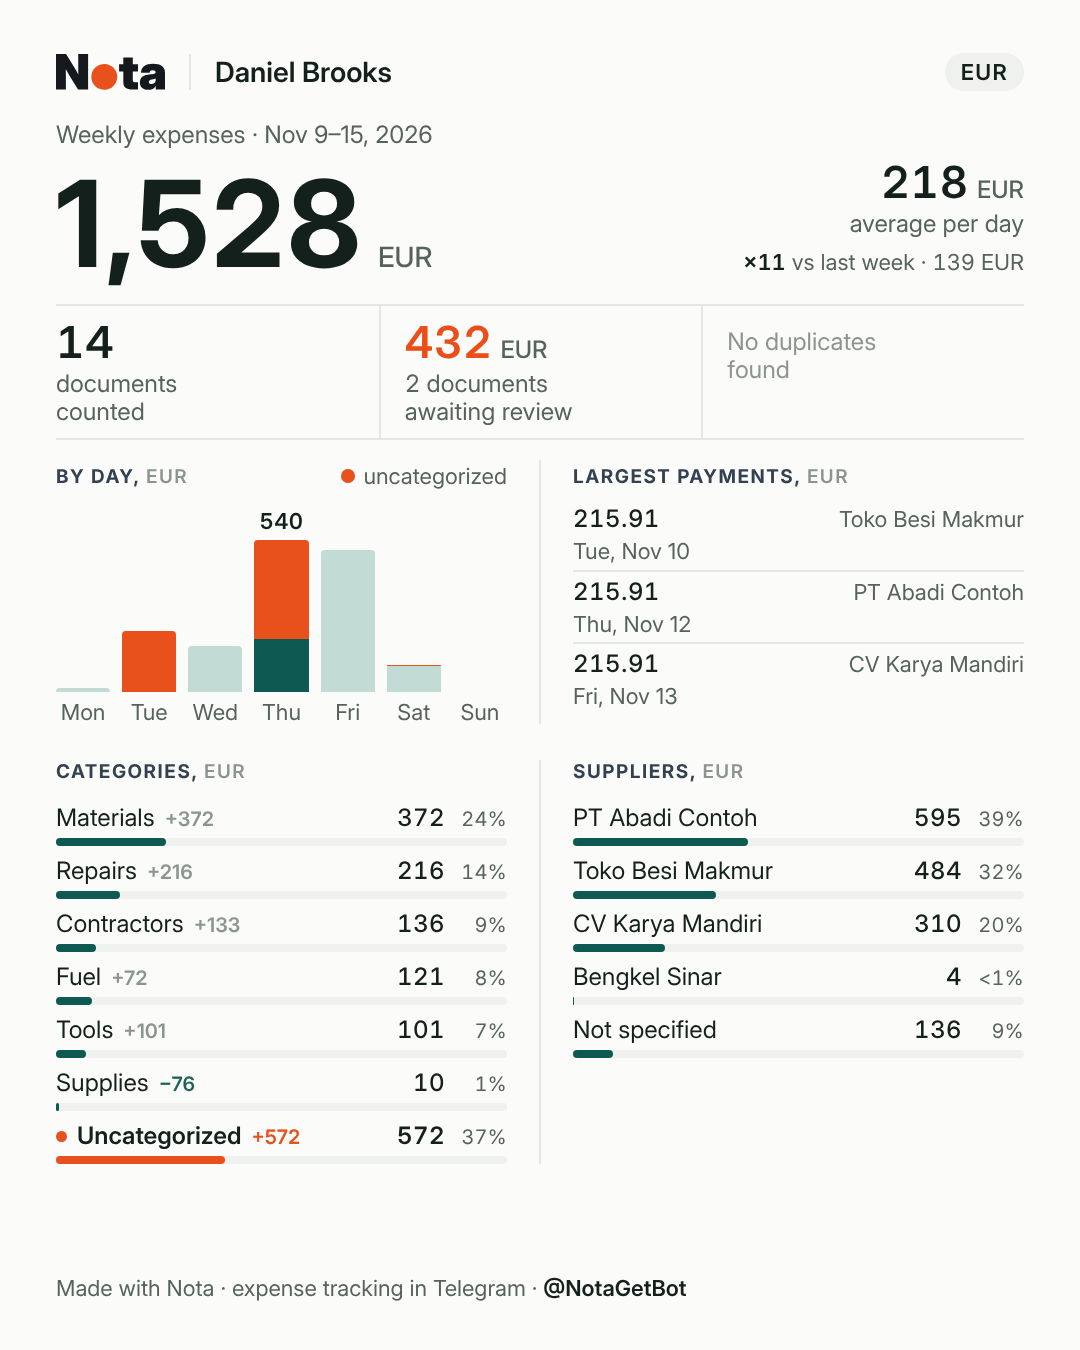 Nota
Daniel Brooks
EUR
Weekly expenses · Nov 9–15, 2026
1,528 EUR
218 EUR
average per day
×11 vs last week · 139 EUR
14
documents
counted
432 EUR
2 documents
awaiting review
No duplicates
found
BY DAY, EUR
uncategorized
540
Mon Tue Wed Thu Fri Sat Sun
LARGEST PAYMENTS, EUR
215.91 Toko Besi Makmur
Tue, Nov 10
215.91 PT Abadi Contoh
Thu, Nov 12
215.91 CV Karya Mandiri
Fri, Nov 13
CATEGORIES, EUR
Materials +372 372 24%
Repairs +216 216 14%
Contractors +133 136 9%
Fuel +72 121 8%
Tools +101 101 7%
Supplies −76 10 1%
Uncategorized +572 572 37%
SUPPLIERS, EUR
PT Abadi Contoh 595 39%
Toko Besi Makmur 484 32%
CV Karya Mandiri 310 20%
Bengkel Sinar 4 <1%
Not specified 136 9%
Made with Nota · expense tracking in Telegram · @NotaGetBot